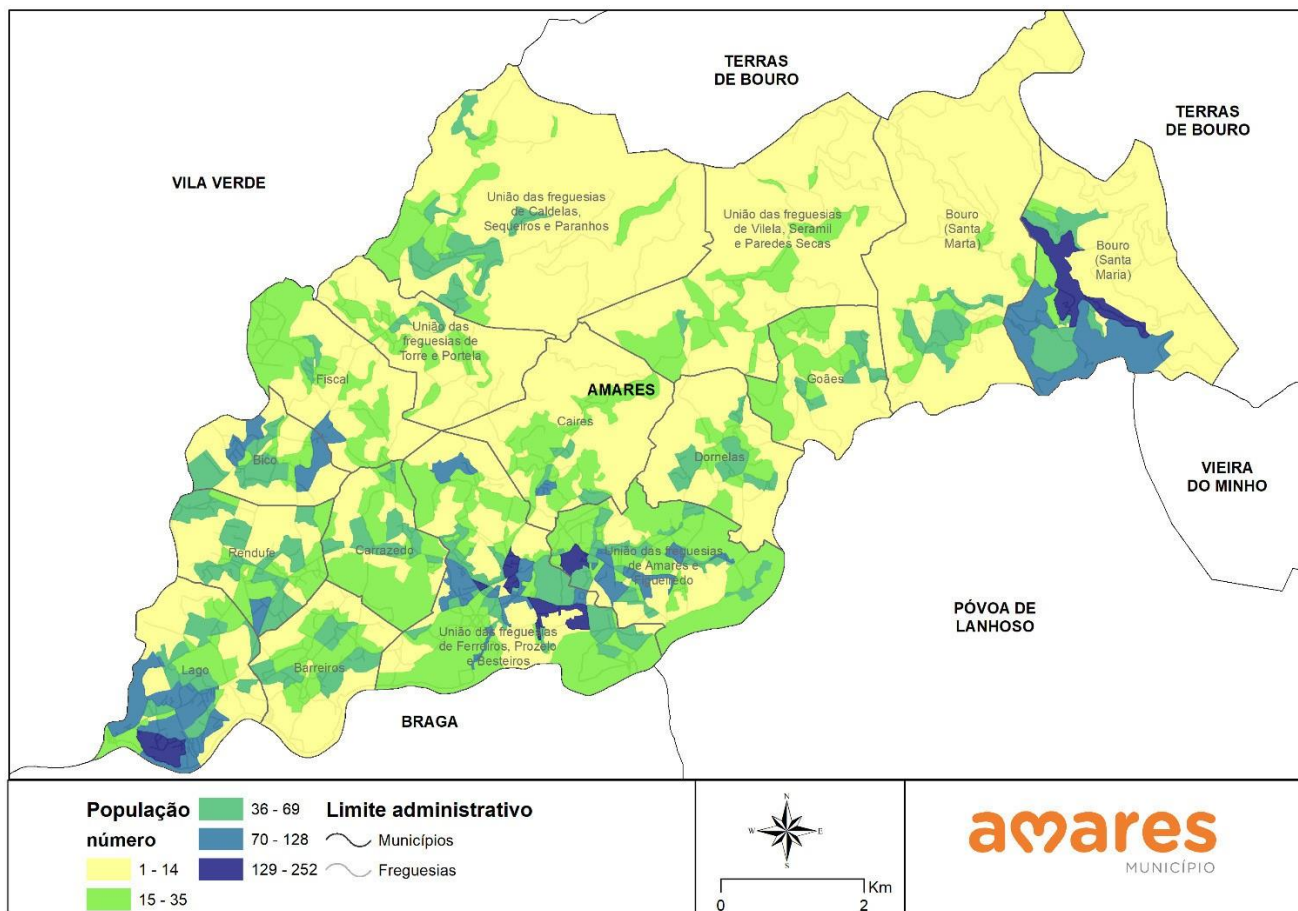 TERRAS
DE BOURO
TERRAS
DE BOURO
VILA VERDE
União das freguesias
de Caldelas,
Sequeiros e Paranhos
União das freguesias
de Vilela, Seramil
e Paredes Secas
Bouro
(Santa
Marta)
Bouro
(Santa
Maria)
União das
freguesias de
Torre e Portela
Fiscal
AMARES
Goães
Caires
Bico
Dornelas
VIEIRA
DO MINHO
Rendufe
Carrazedo
União das freguesias
de Amares e
Figueiredo
PÓVOA DE
LANHOSO
União das freguesias
de Ferreiros, Prozelo
e Besteiros
Lago
Barreiros
BRAGA
População
número
1 - 14
15 - 35
36 - 69
70 - 128
129 - 252
Limite administrativo
Municípios
Freguesias
N
W E
S
Km
0 2
amares
MUNICÍPIO